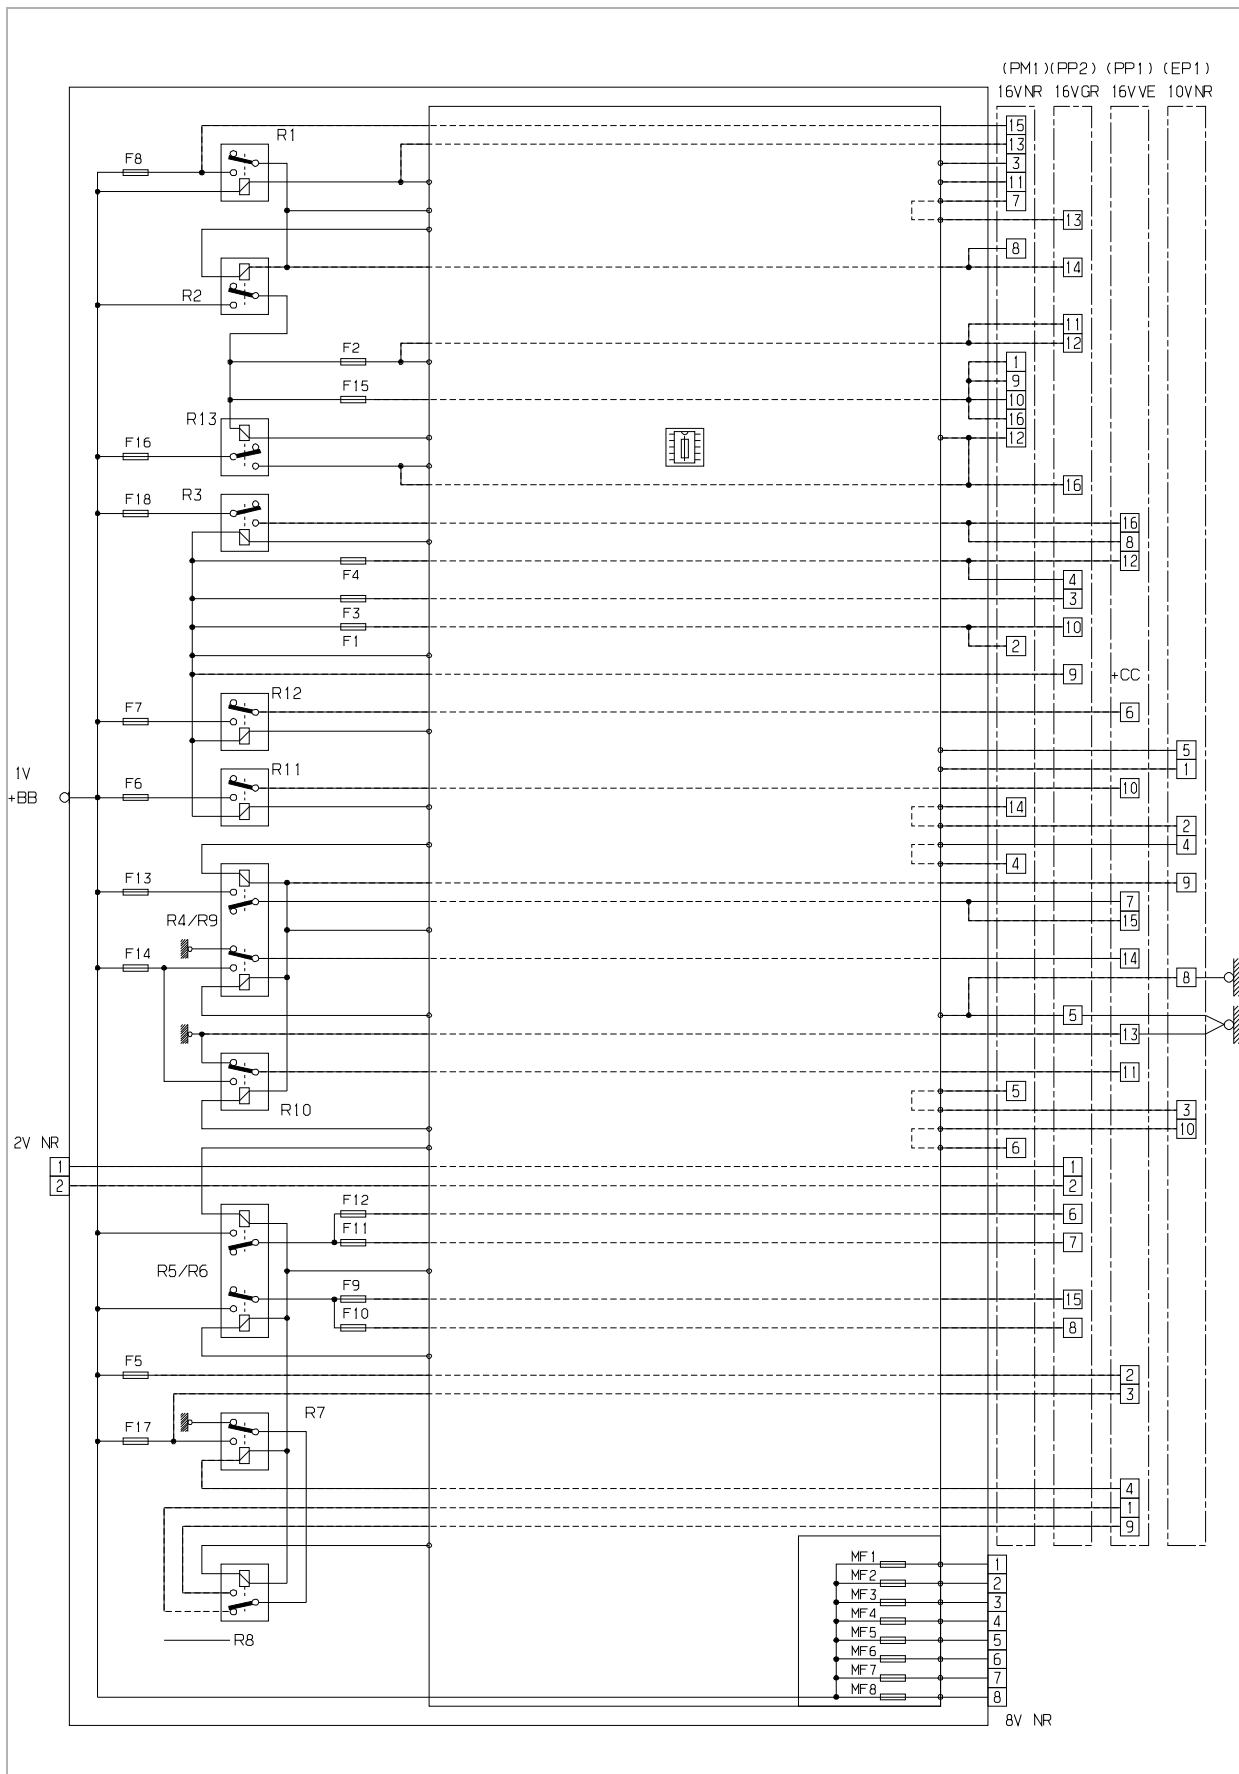 (PM1) (PP2) (PP1) (EP1)
16V NR 16V GR 16V VE 10V NR
15
R1
13
F8
3
11
7
13
8
14
R2
11
F2
12
1
F15
9
10
R13
16
F16
12
16
R3
F18
16
8
12
F4
4
3
F3
10
F1
2
9 +CC
R12
F7
6
5
R11
1
1V
F6
10
+BB
14
2
4
4
F13
9
7
R4/R9
15
F14
14
8
5
13
11
5
R10
3
10
2V NR
6
1
1
2
2
F12
6
F11
7
R5/R6
F9
15
F10
8
F5
2
3
R7
F17
4
1
9
MF1
1
MF2
2
MF3
3
MF4
4
R8
MF5
5
MF6
6
MF7
7
MF8
8
8V NR